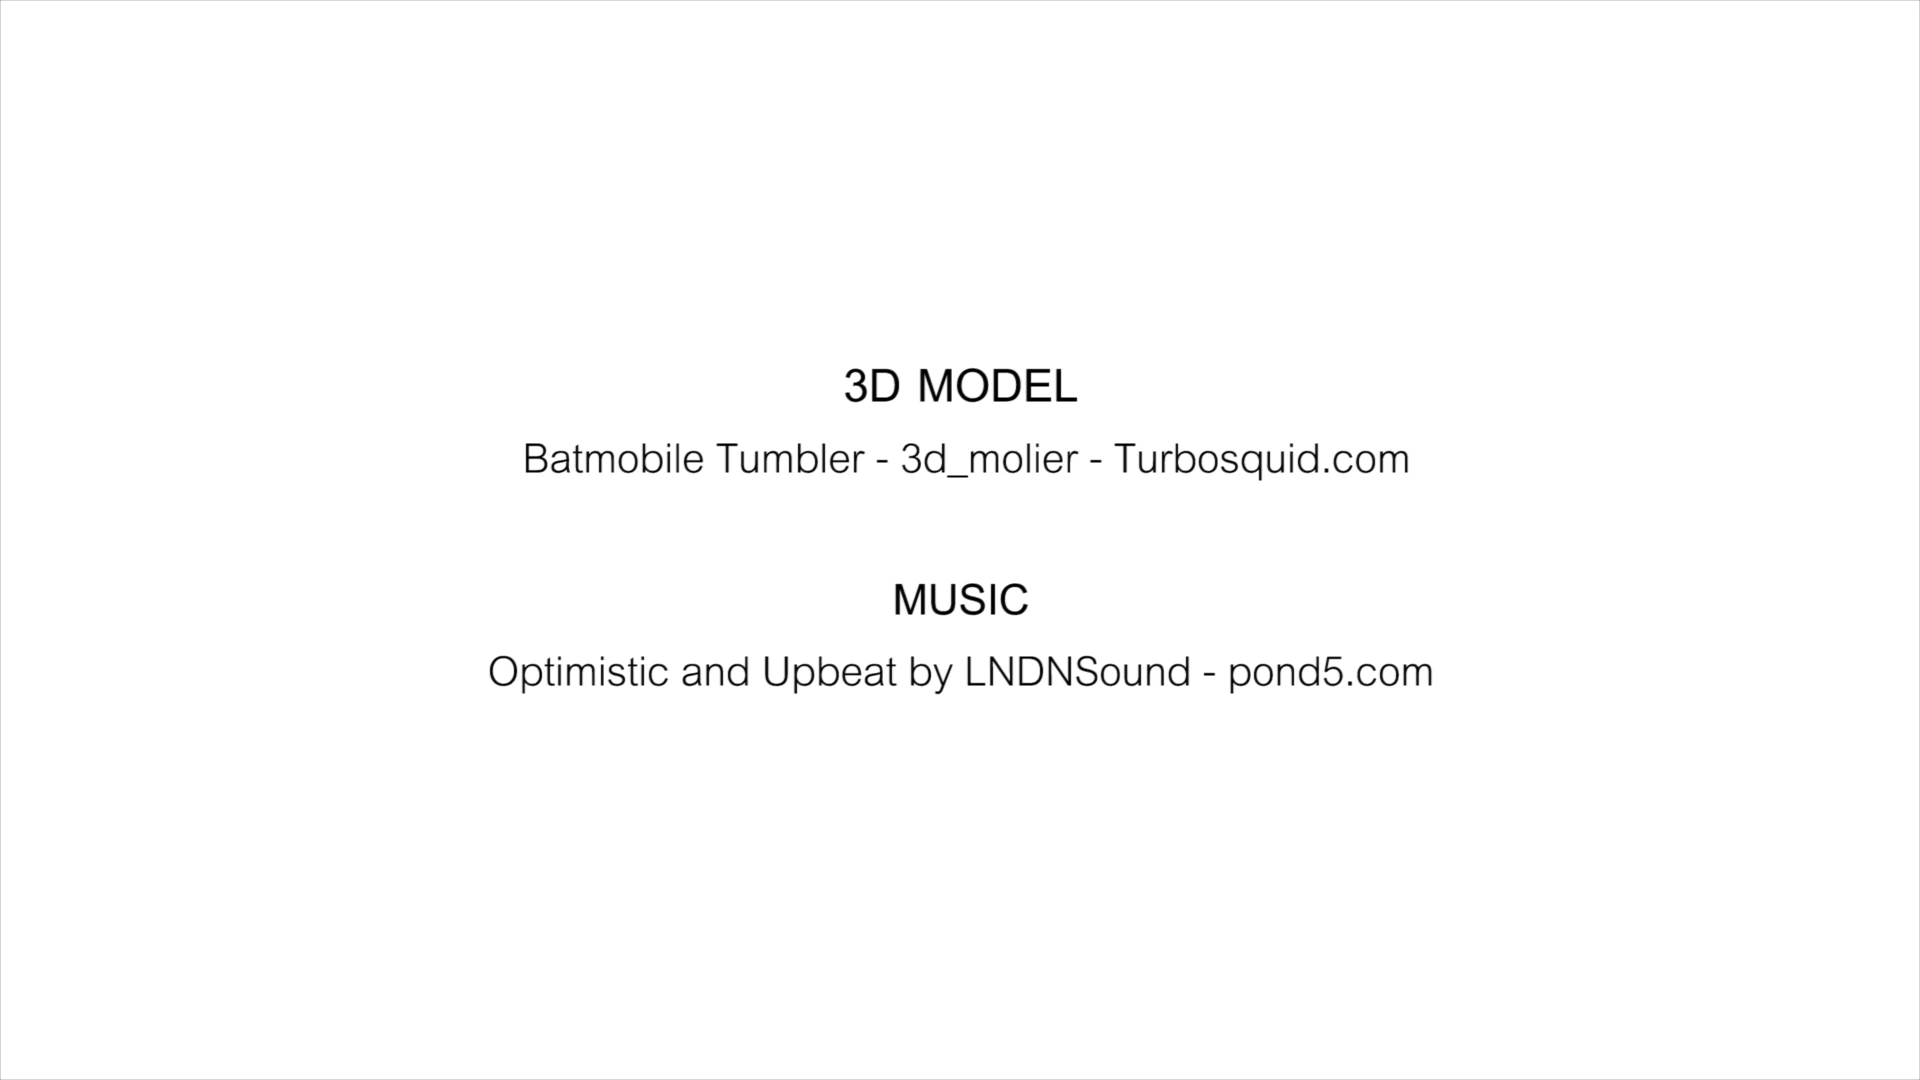 3D MODEL
Batmobile Tumbler - 3d_molier - Turbosquid.com
MUSIC
Optimistic and Upbeat by LNDNSound - pond5.com